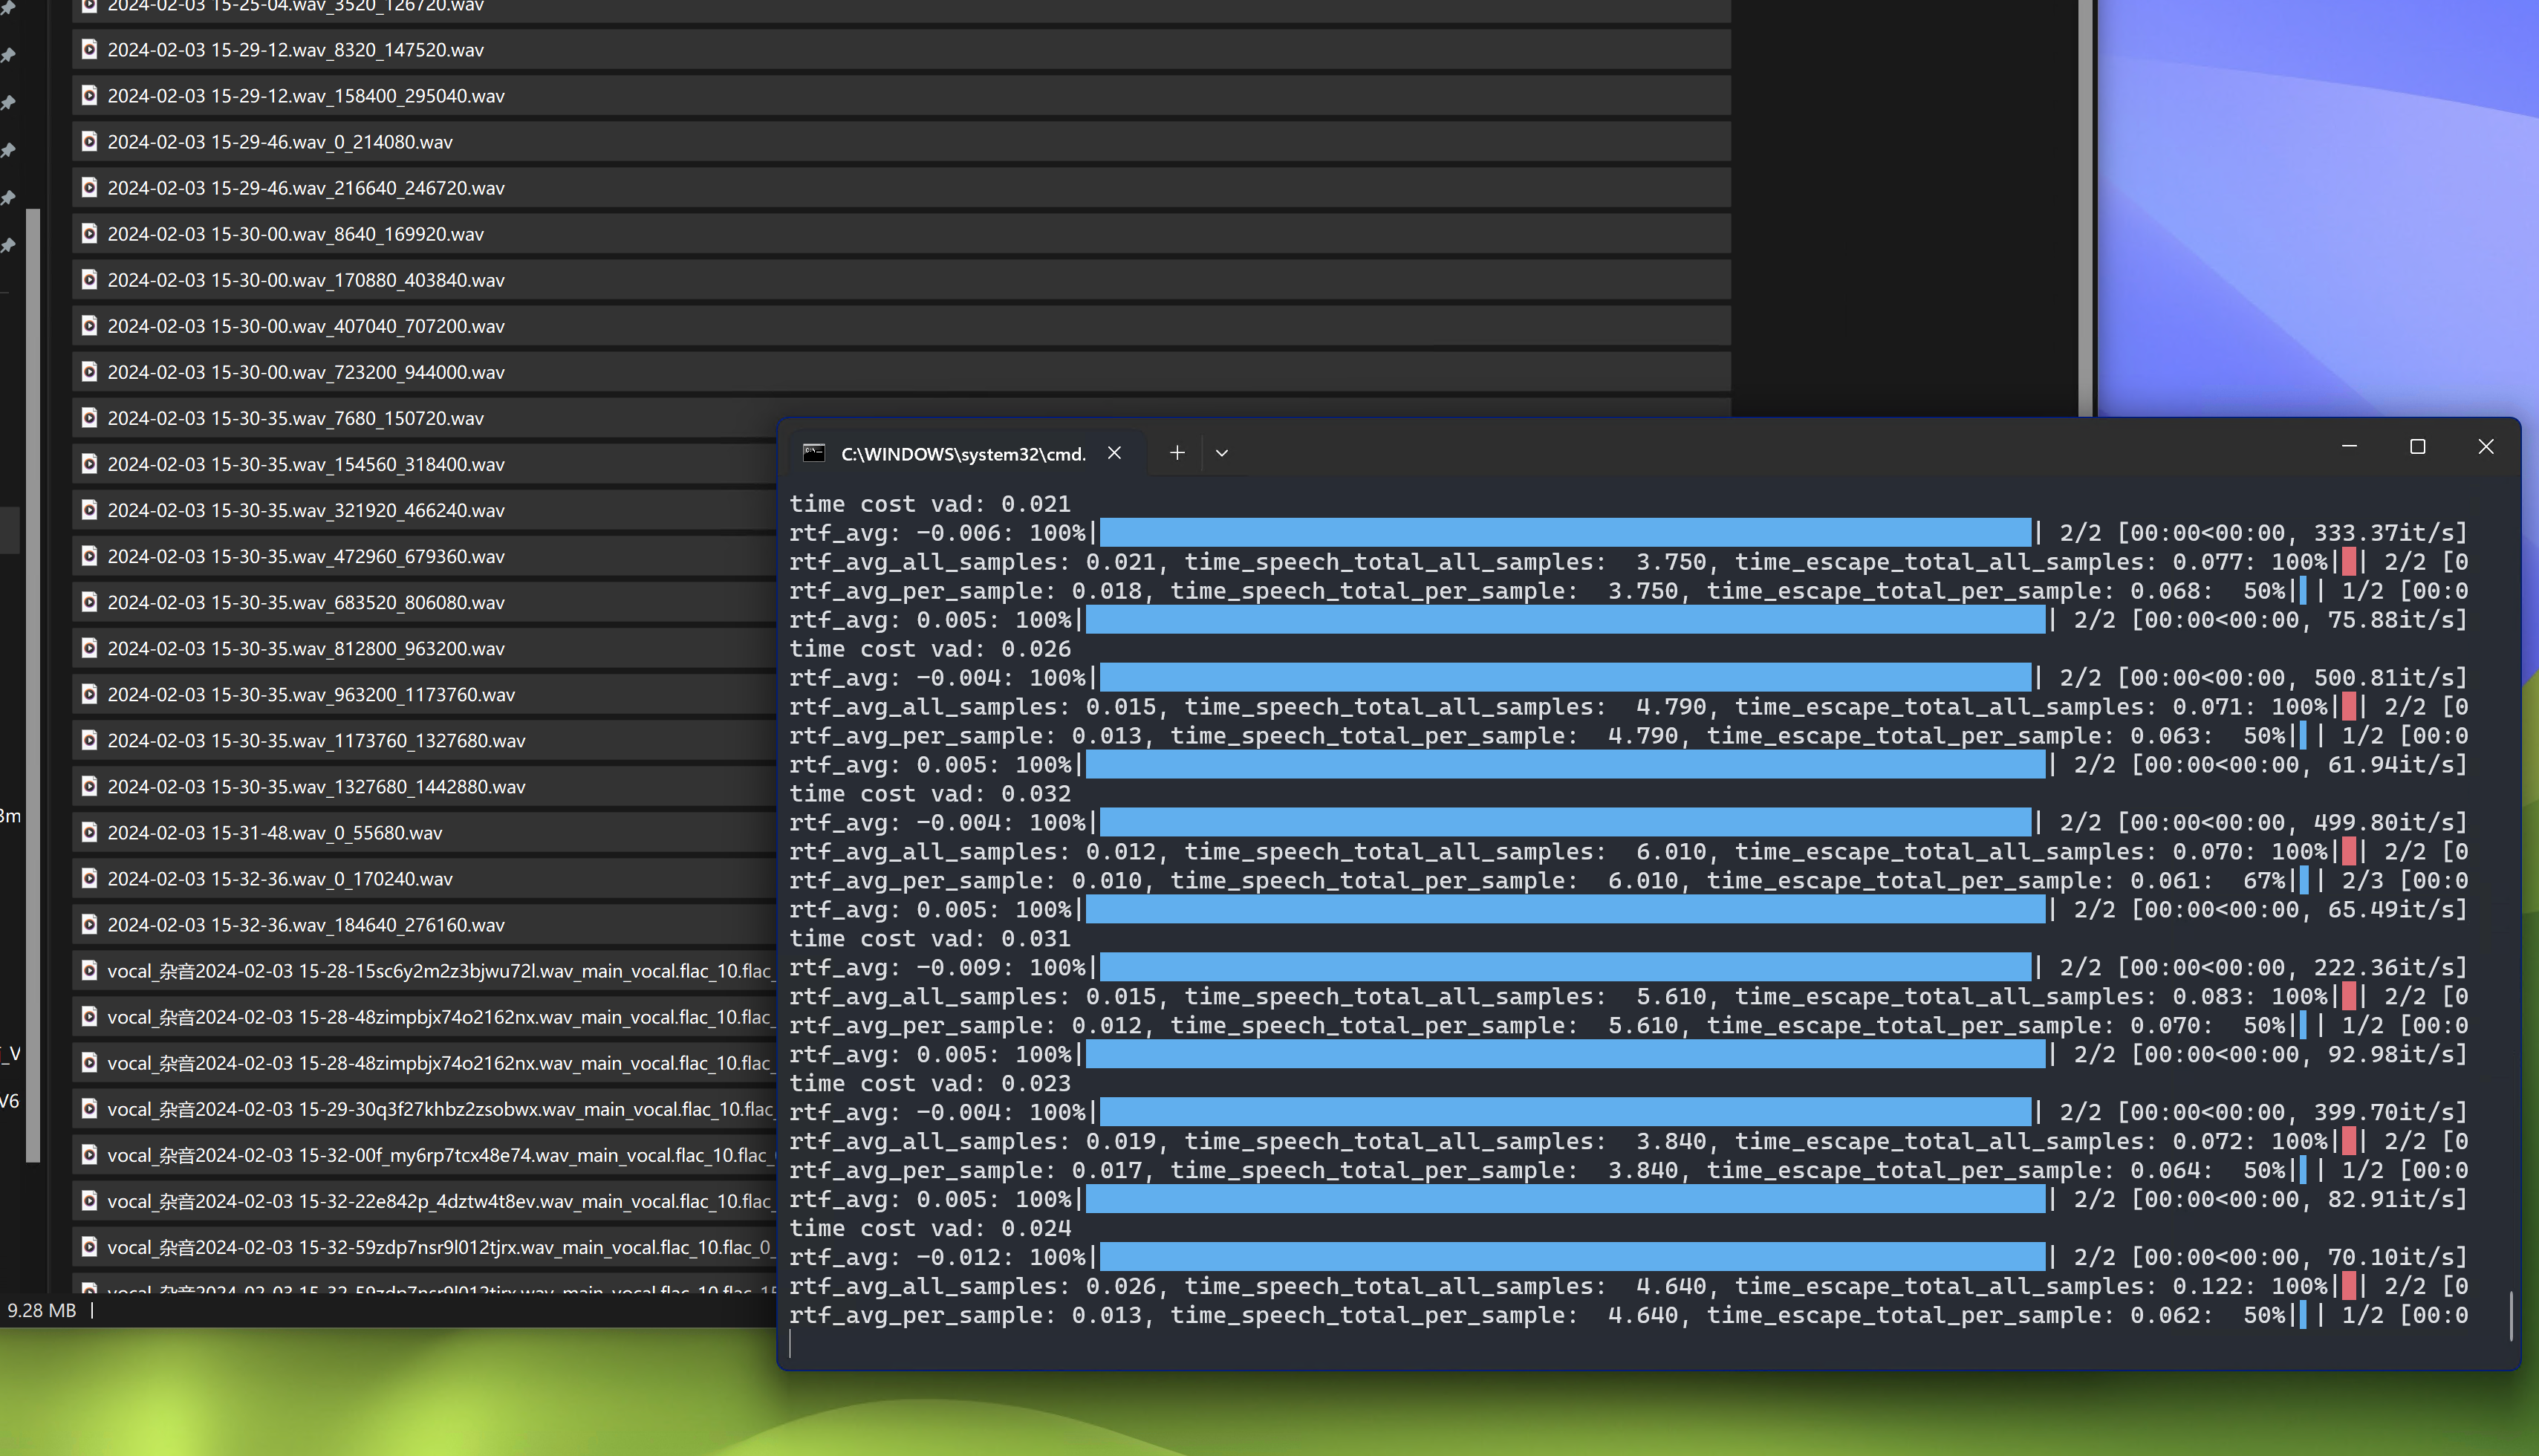 2024-02-03 15-25-04.wav_3520_126720.wav
2024-02-03 15-29-12.wav_8320_147520.wav
2024-02-03 15-29-12.wav_158400_295040.wav
2024-02-03 15-29-46.wav_0_214080.wav
2024-02-03 15-29-46.wav_216640_246720.wav
2024-02-03 15-30-00.wav_8640_169920.wav
2024-02-03 15-30-00.wav_170880_403840.wav
2024-02-03 15-30-00.wav_407040_707200.wav
2024-02-03 15-30-00.wav_723200_944000.wav
2024-02-03 15-30-35.wav_7680_150720.wav
2024-02-03 15-30-35.wav_154560_318400.wav
2024-02-03 15-30-35.wav_321920_466240.wav
2024-02-03 15-30-35.wav_472960_679360.wav
2024-02-03 15-30-35.wav_683520_806080.wav
2024-02-03 15-30-35.wav_812800_963200.wav
2024-02-03 15-30-35.wav_963200_1173760.wav
2024-02-03 15-30-35.wav_1173760_1327680.wav
2024-02-03 15-30-35.wav_1327680_1442880.wav
2024-02-03 15-31-48.wav_0_55680.wav
2024-02-03 15-32-36.wav_0_170240.wav
2024-02-03 15-32-36.wav_184640_276160.wav
vocal_杂音2024-02-03 15-28-15sc6y2m2z3bjwu72l.wav_main_vocal.flac_10.flac_
vocal_杂音2024-02-03 15-28-48zimpbjx74o2162nx.wav_main_vocal.flac_10.flac_
vocal_杂音2024-02-03 15-28-48zimpbjx74o2162nx.wav_main_vocal.flac_10.flac_
vocal_杂音2024-02-03 15-29-30q3f27khbz2zsobwx.wav_main_vocal.flac_10.flac_
vocal_杂音2024-02-03 15-32-00f_my6rp7tcx48e74.wav_main_vocal.flac_10.flac_
vocal_杂音2024-02-03 15-32-22e842p_4dztw4t8ev.wav_main_vocal.flac_10.flac_
vocal_杂音2024-02-03 15-32-59zdp7nsr9l012tjrx.wav_main_vocal.flac_10.flac_0_
vocal_杂音2024-02-03 15-32-59zdp7nsr9l012tjrx.wav_main_vocal.flac_10.flac_15
3m
_V
V6
9.28 MB
C:\WINDOWS\system32\cmd.
time cost vad: 0.021
rtf_avg: -0.006: 100%| | 2/2 [00:00<00:00, 333.37it/s]
rtf_avg_all_samples: 0.021, time_speech_total_all_samples: 3.750, time_escape_total_all_samples: 0.077: 100%| | 2/2 [0
rtf_avg_per_sample: 0.018, time_speech_total_per_sample: 3.750, time_escape_total_per_sample: 0.068: 50%| | 1/2 [00:0
rtf_avg: 0.005: 100%| | 2/2 [00:00<00:00, 75.88it/s]
time cost vad: 0.026
rtf_avg: -0.004: 100%| | 2/2 [00:00<00:00, 500.81it/s]
rtf_avg_all_samples: 0.015, time_speech_total_all_samples: 4.790, time_escape_total_all_samples: 0.071: 100%| | 2/2 [0
rtf_avg_per_sample: 0.013, time_speech_total_per_sample: 4.790, time_escape_total_per_sample: 0.063: 50%| | 1/2 [00:0
rtf_avg: 0.005: 100%| | 2/2 [00:00<00:00, 61.94it/s]
time cost vad: 0.032
rtf_avg: -0.004: 100%| | 2/2 [00:00<00:00, 499.80it/s]
rtf_avg_all_samples: 0.012, time_speech_total_all_samples: 6.010, time_escape_total_all_samples: 0.070: 100%| | 2/2 [0
rtf_avg_per_sample: 0.010, time_speech_total_per_sample: 6.010, time_escape_total_per_sample: 0.061: 67%| | 2/3 [00:0
rtf_avg: 0.005: 100%| | 2/2 [00:00<00:00, 65.49it/s]
time cost vad: 0.031
rtf_avg: -0.009: 100%| | 2/2 [00:00<00:00, 222.36it/s]
rtf_avg_all_samples: 0.015, time_speech_total_all_samples: 5.610, time_escape_total_all_samples: 0.083: 100%| | 2/2 [0
rtf_avg_per_sample: 0.012, time_speech_total_per_sample: 5.610, time_escape_total_per_sample: 0.070: 50%| | 1/2 [00:0
rtf_avg: 0.005: 100%| | 2/2 [00:00<00:00, 92.98it/s]
time cost vad: 0.023
rtf_avg: -0.004: 100%| | 2/2 [00:00<00:00, 399.70it/s]
rtf_avg_all_samples: 0.019, time_speech_total_all_samples: 3.840, time_escape_total_all_samples: 0.072: 100%| | 2/2 [0
rtf_avg_per_sample: 0.017, time_speech_total_per_sample: 3.840, time_escape_total_per_sample: 0.064: 50%| | 1/2 [00:0
rtf_avg: 0.005: 100%| | 2/2 [00:00<00:00, 82.91it/s]
time cost vad: 0.024
rtf_avg: -0.012: 100%| | 2/2 [00:00<00:00, 70.10it/s]
rtf_avg_all_samples: 0.026, time_speech_total_all_samples: 4.640, time_escape_total_all_samples: 0.122: 100%| | 2/2 [0
rtf_avg_per_sample: 0.013, time_speech_total_per_sample: 4.640, time_escape_total_per_sample: 0.062: 50%| | 1/2 [00:0